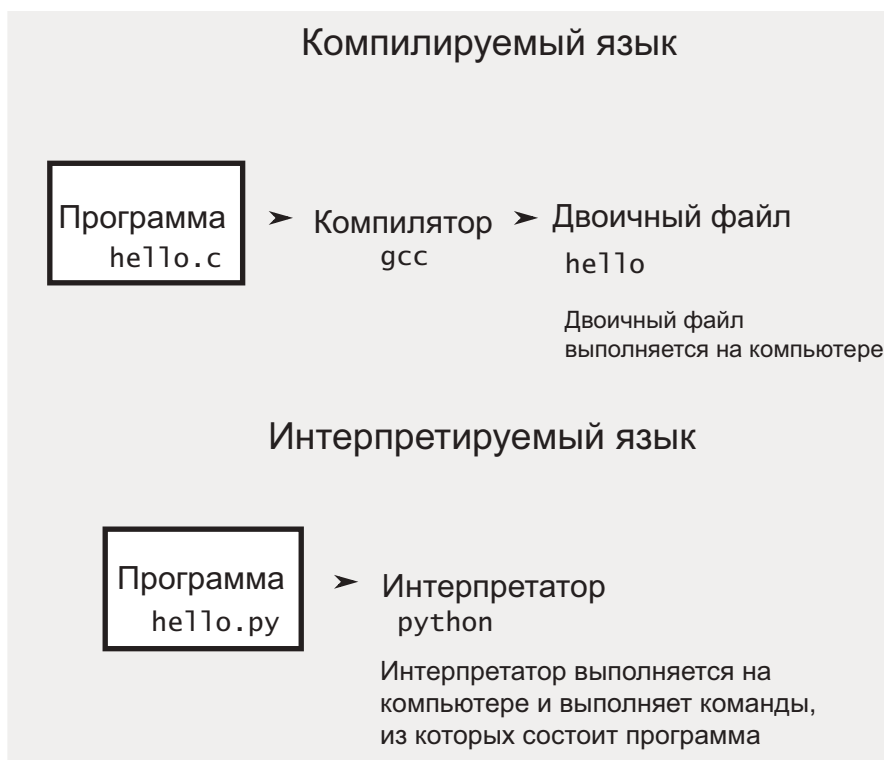 Компилируемый язык
Программа
hello.c
➤ Компилятор
gcc
➤ Двоичный файл
hello
Двоичный файл
выполняется на компьютере
Интерпретируемый язык
Программа
hello.py
➤ Интерпретатор
python
Интерпретатор выполняется на
компьютере и выполняет команды,
из которых состоит программа